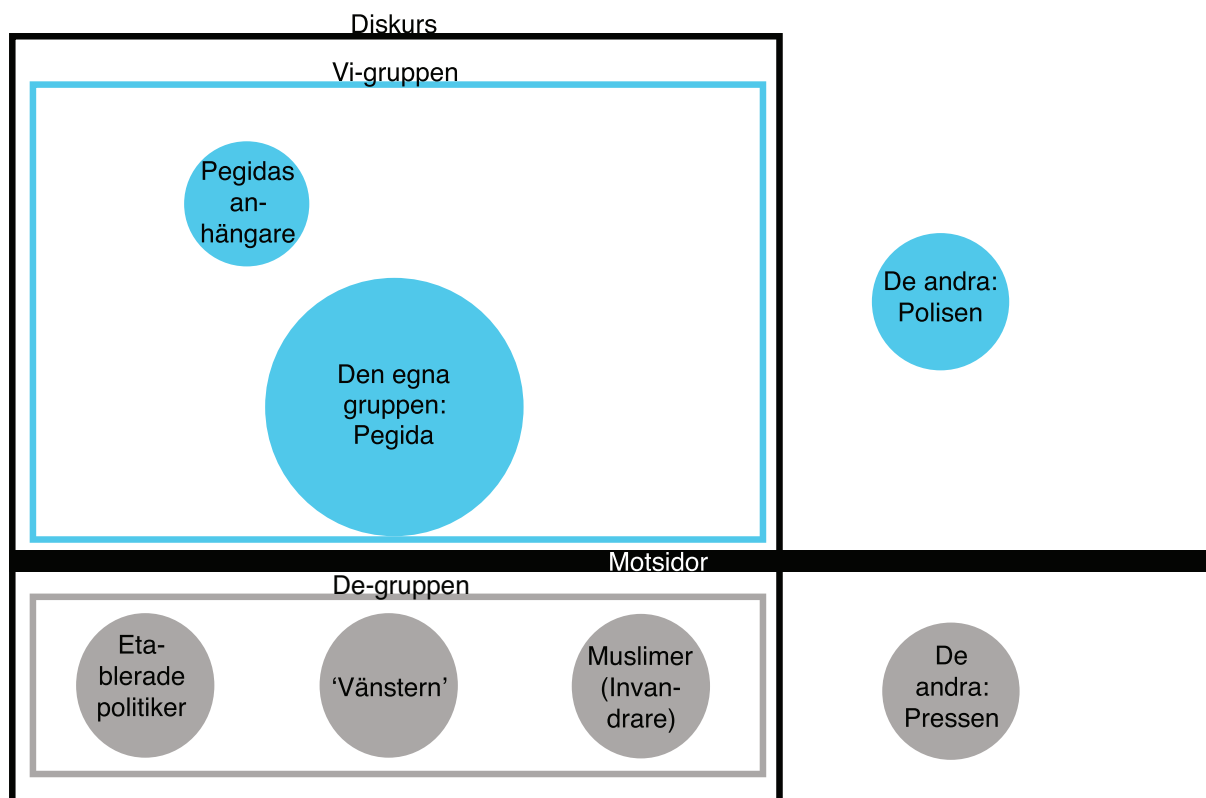 Diskurs
Vi-gruppen
Pegidas
an-
hängare
De andra:
Polisen
Den egna
gruppen:
Pegida
Motsidor
De-gruppen
Eta-
blerade
politiker
‘Vänstern’
Muslimer
(Invan-
drare)
De
andra:
Pressen